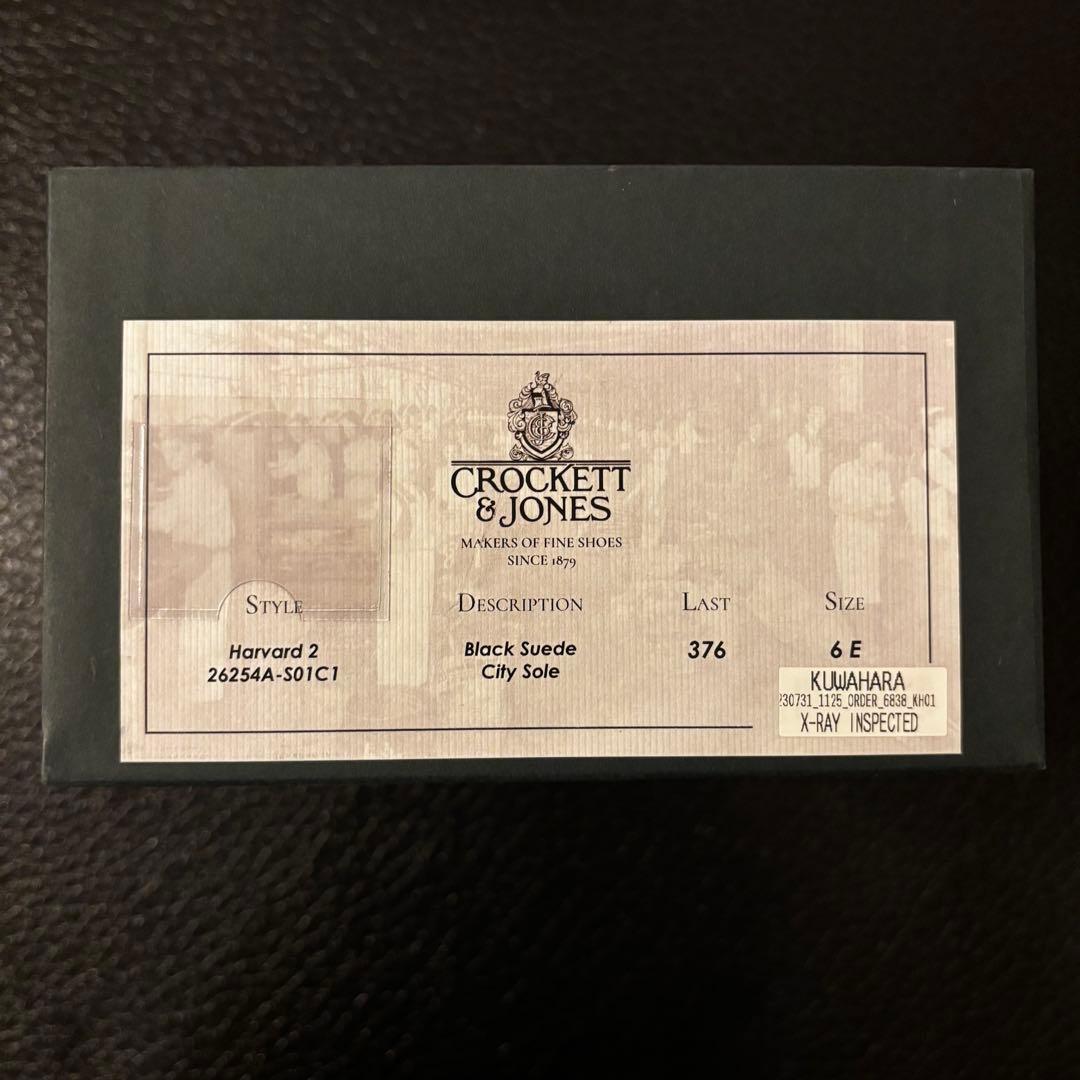 CROCKETT
& JONES
MAKERS OF FINE SHOES
SINCE 1879
STYLE DESCRIPTION LAST SIZE
Harvard 2 Black Suede 376 6 E
26254A-S01C1 City Sole
KUWAHARA
230731_1125_ORDER_6838_KH01
X-RAY INSPECTED